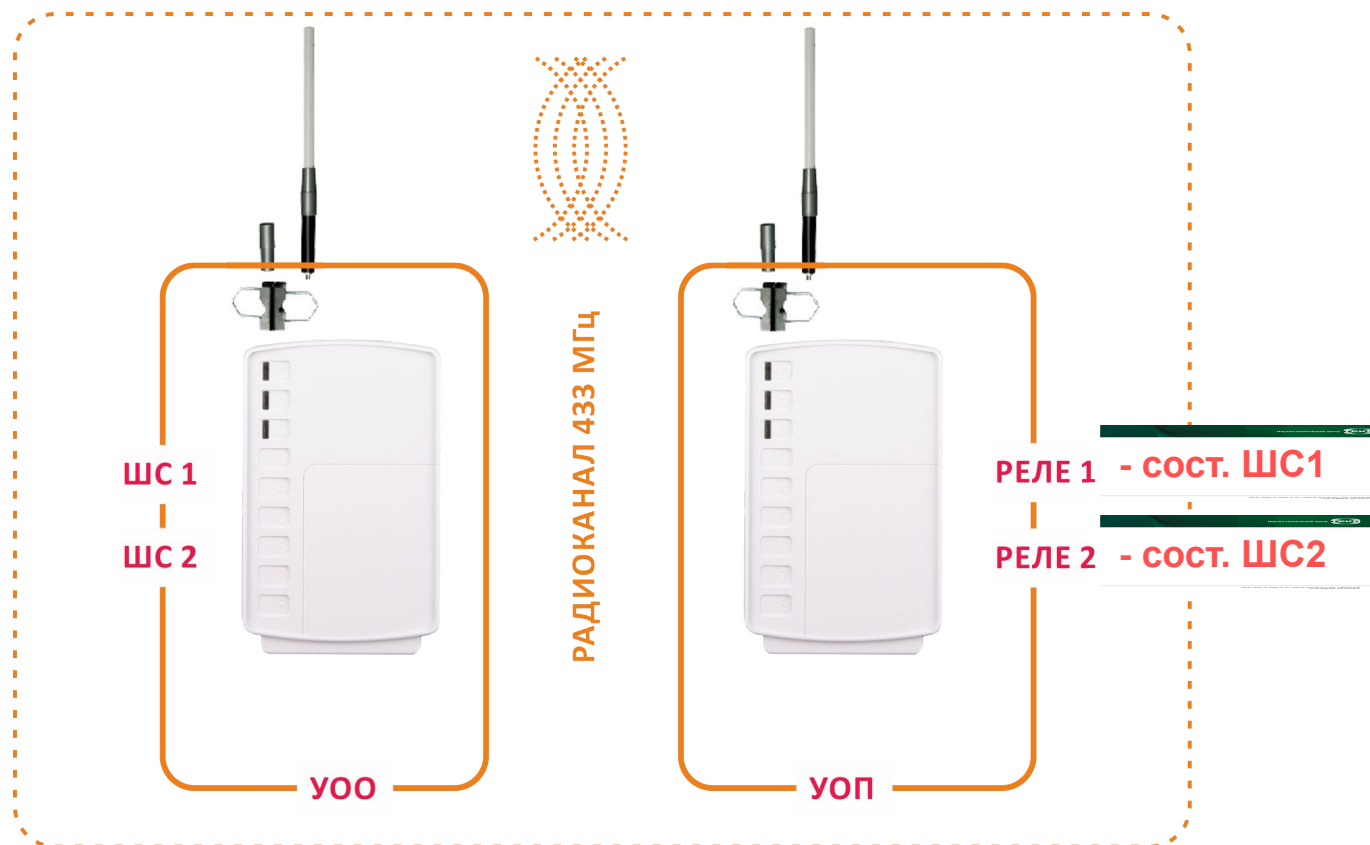 РАДИОКАНАЛ 433 МГц
ШС 1
ШС 2
УОО
РЕЛЕ 1 - сост. ШС1
РЕЛЕ 2 - сост. ШС2
УОП